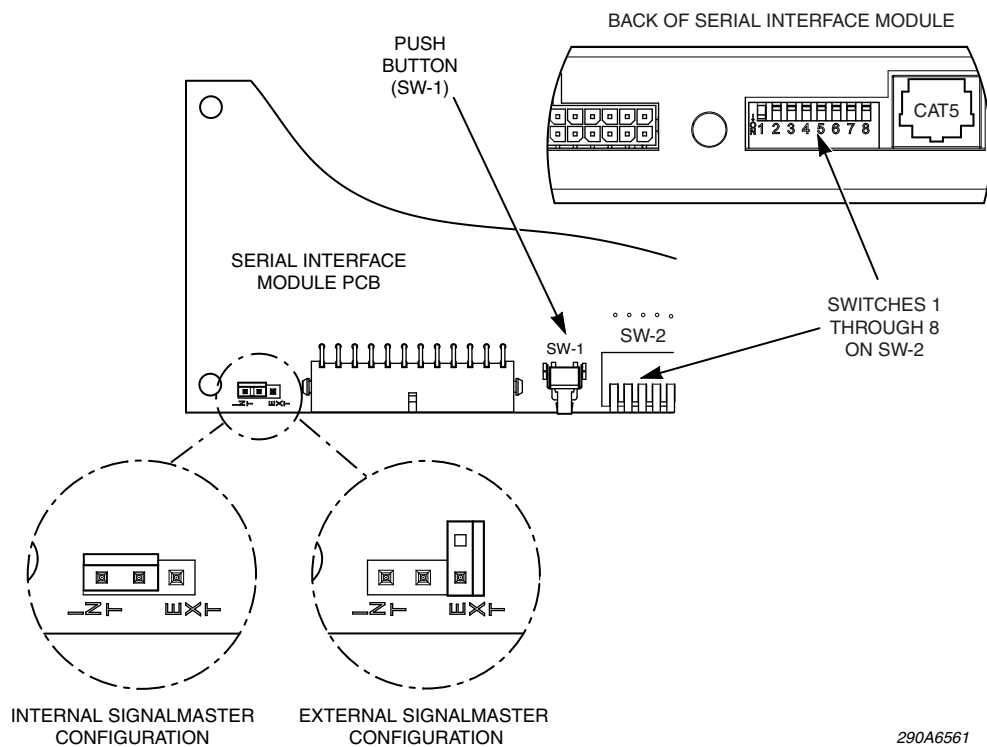 BACK OF SERIAL INTERFACE MODULE
PUSH
BUTTON
(SW-1)
CAT5
ON
1 2 3 4 5 6 7 8
SERIAL INTERFACE
MODULE PCB
SWITCHES 1
THROUGH 8
ON SW-2
SW-1
SW-2
INT EXT
INT EXT
INT EXT
INTERNAL SIGNALMASTER
CONFIGURATION
EXTERNAL SIGNALMASTER
CONFIGURATION
290A6561